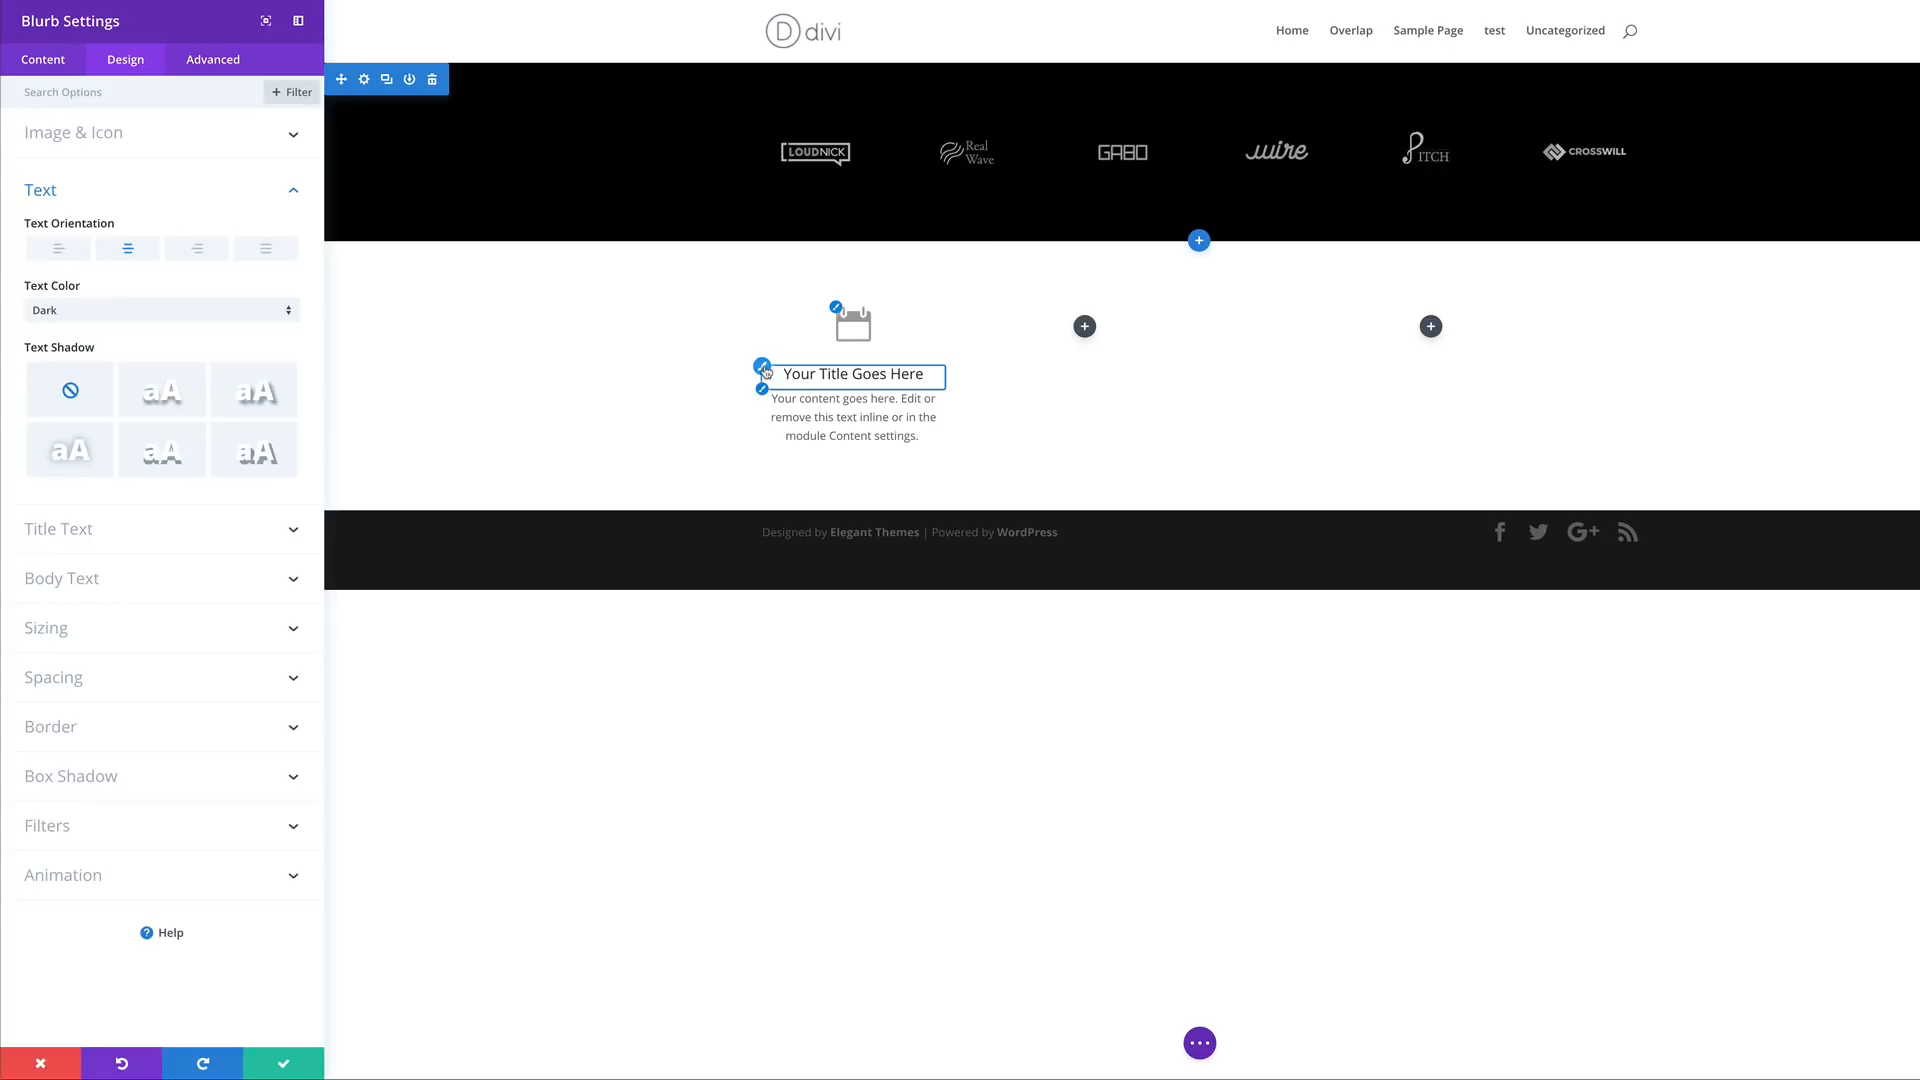 Blurb Settings
Content
Design
Advanced
Search Options
+ Filter
Image & Icon
Text
Text Orientation
Text Color
Dark
Text Shadow
aA
aA
aA
aA
aA
Title Text
Body Text
Sizing
Spacing
Border
Box Shadow
Filters
Animation
? Help
D divi
Home
Overlap
Sample Page
test
Uncategorized
LOUDNICK
Real
Wave
GABO
wire
PITCH
CROSSWILL
Your Title Goes Here
Your content goes here. Edit or
remove this text inline or in the
module Content settings.
Designed by Elegant Themes | Powered by WordPress
G+